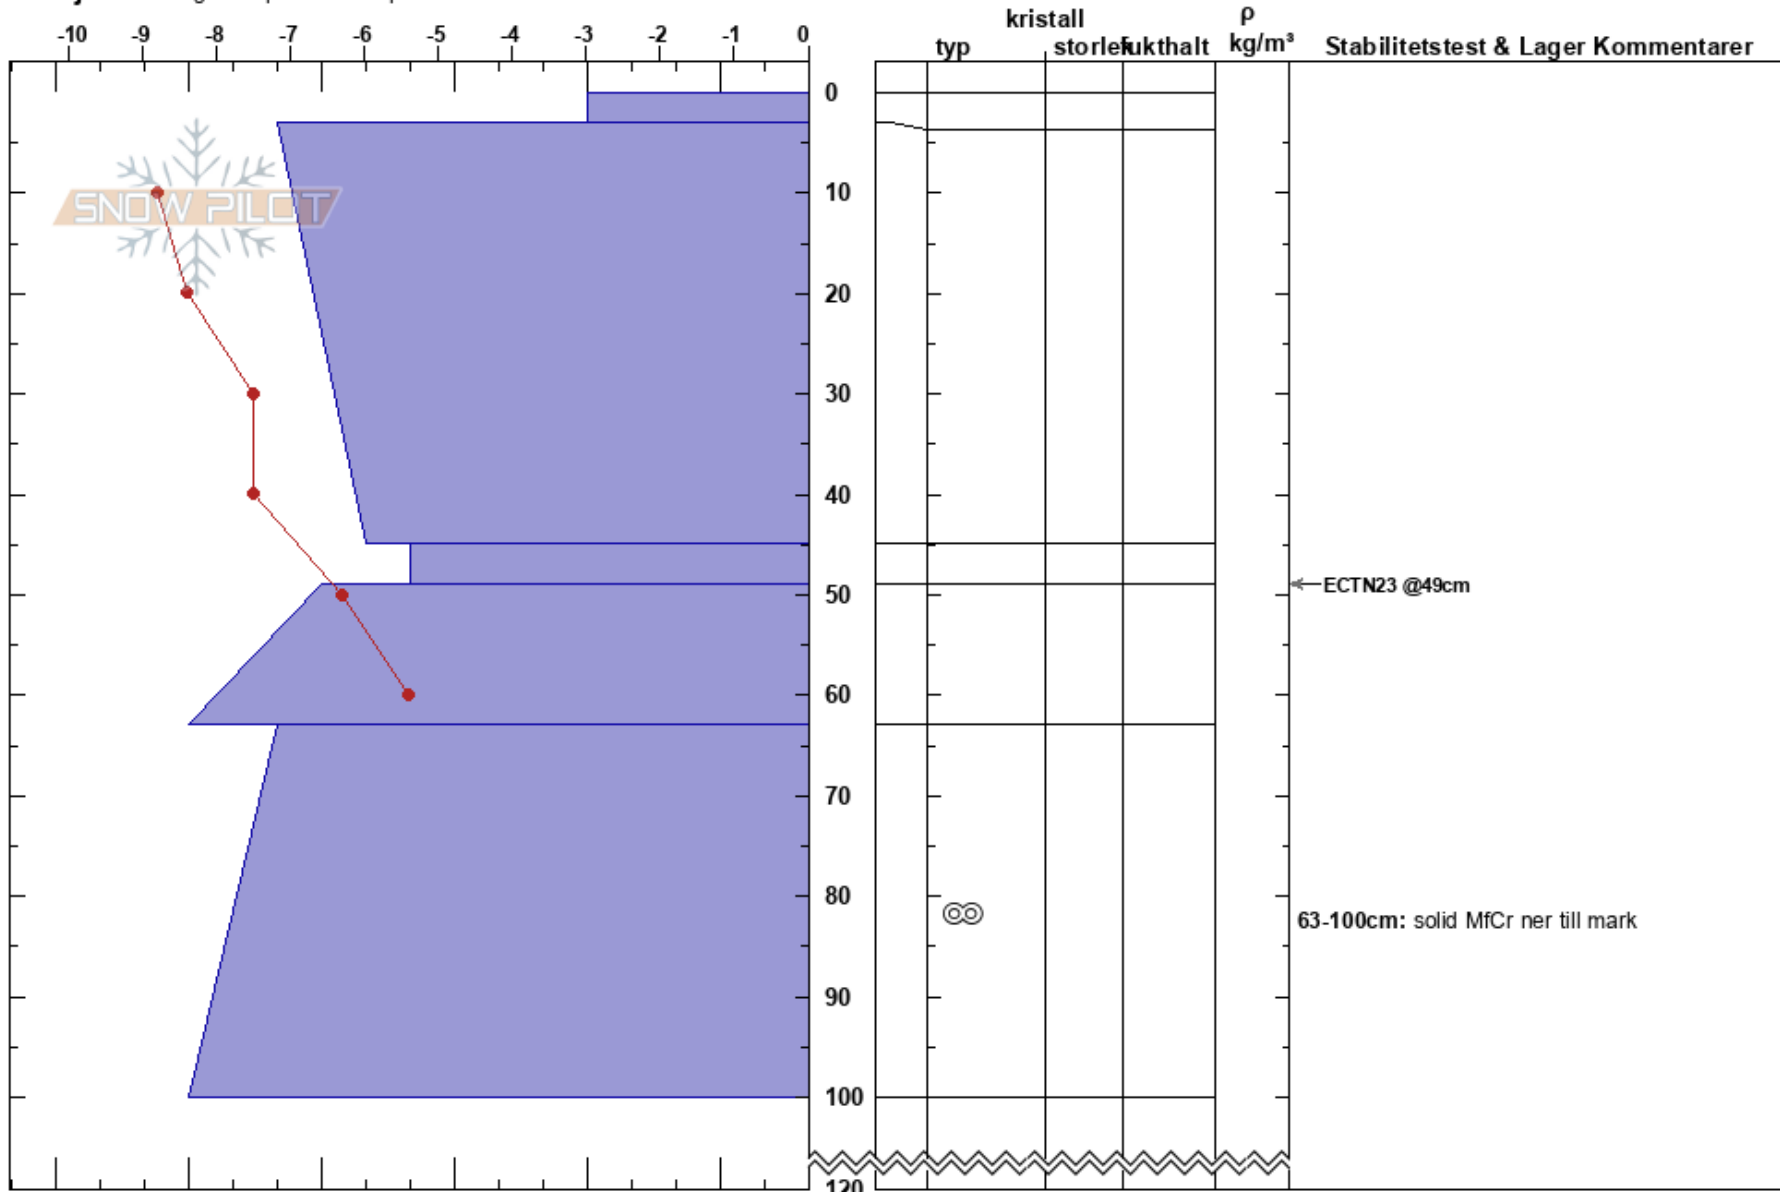 kristall ρ
-10 -9 -8 -7 -6 -5 -4 -3 -2 -1 0 typ storlek fukthalt kg/m³ Stabilitetstest & Lager Kommentarer
0
SNOW PILOT
10
20
30
40
50 ECTN23 @49cm
60
70
80
63-100cm: solid MfCr ner till mark
90
100
120